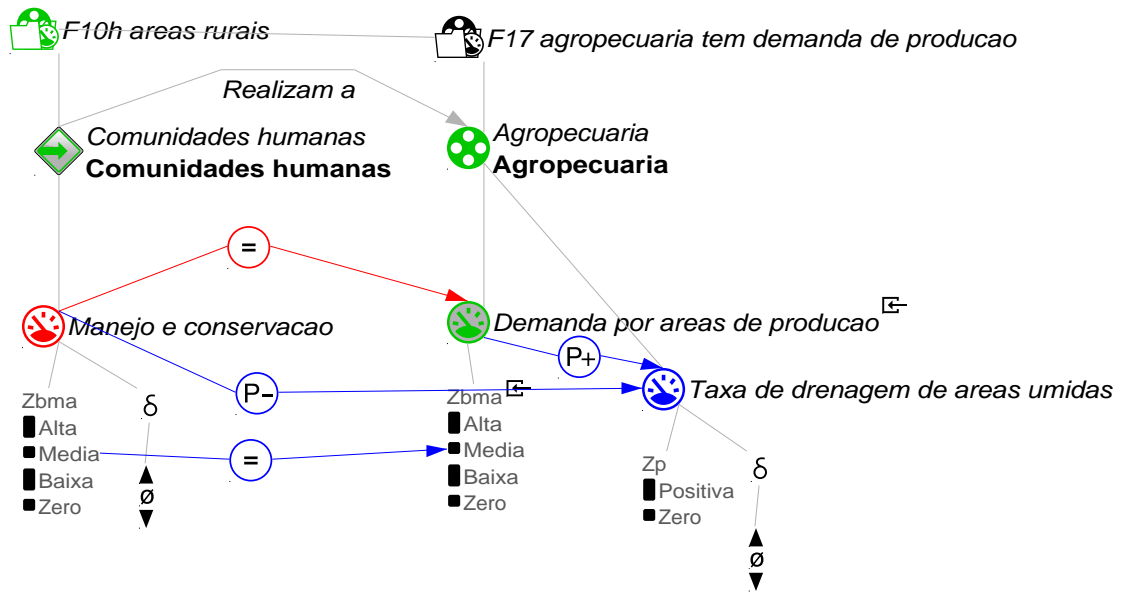 F10h areas rurais
F17 agropecuaria tem demanda de producao
Realizam a
Comunidades humanas
Comunidades humanas
Agropecuaria
Agropecuaria
=
Manejo e conservacao
Demanda por areas de producao
P+
P-
Taxa de drenagem de areas umidas
Zbma
Alta
Media
Baixa
Zero
δ
ø
=
Zbma
Alta
Media
Baixa
Zero
Zp
Positiva
Zero
δ
ø